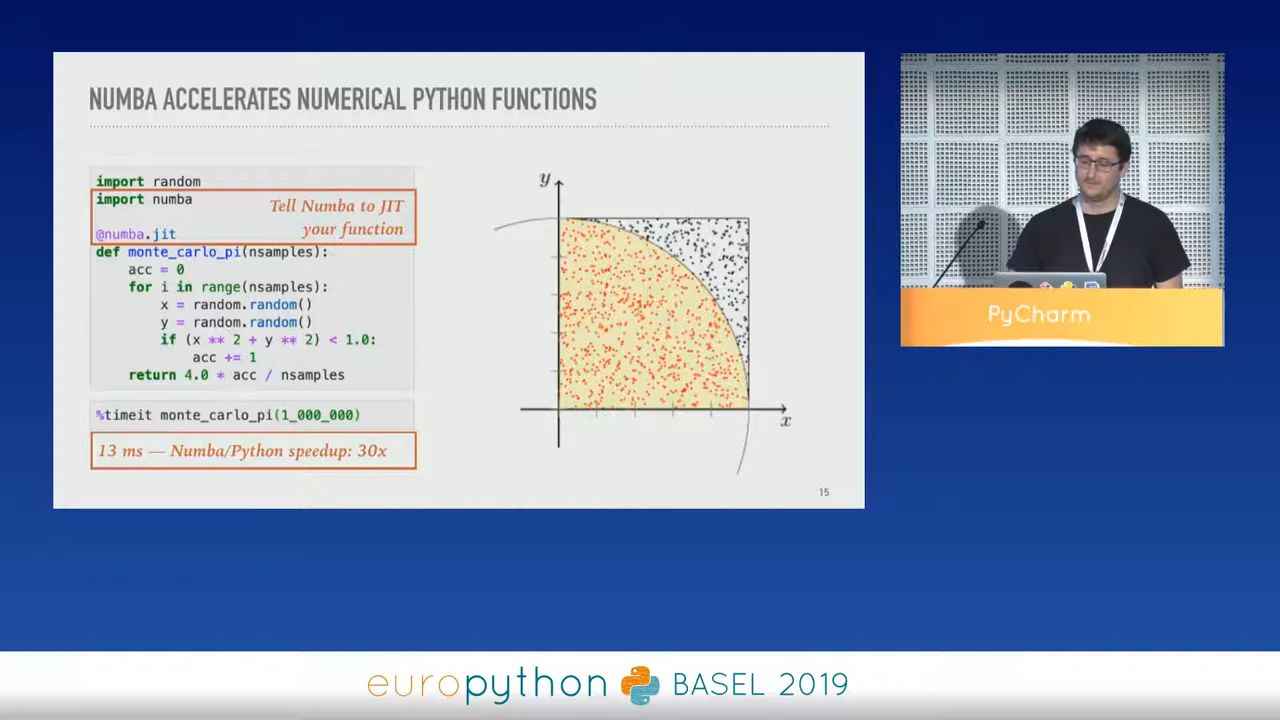 NUMBA ACCELERATES NUMERICAL PYTHON FUNCTIONS
import random
import numba
Tell Numba to JIT
your function
@numba.jit
def monte_carlo_pi(nsamples):
    acc = 0
    for i in range(nsamples):
        x = random.random()
        y = random.random()
        if (x ** 2 + y ** 2) < 1.0:
            acc += 1
    return 4.0 * acc / nsamples
%timeit monte_carlo_pi(1_000_000)
13 ms — Numba/Python speedup: 30x
y
x
15
PyCharm
europython BASEL 2019